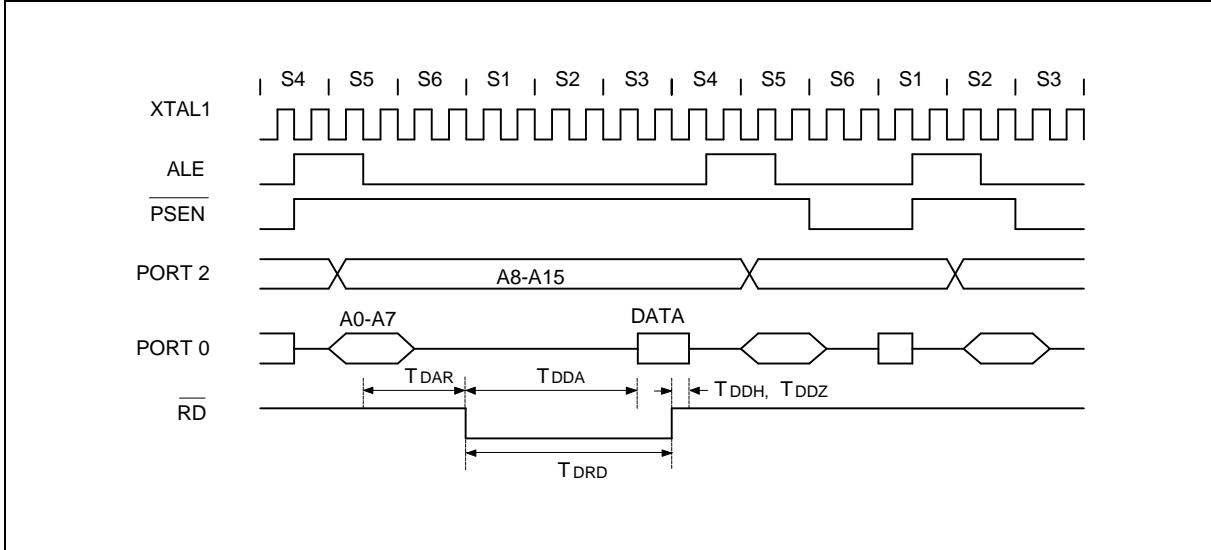 S4 S5 S6 S1 S2 S3 S4 S5 S6 S1 S2 S3
XTAL1
ALE
PSEN
PORT 2
A8-A15
A0-A7
DATA
PORT 0
TDAR
TDDA
TDDH, TDDZ
RD
TDRD